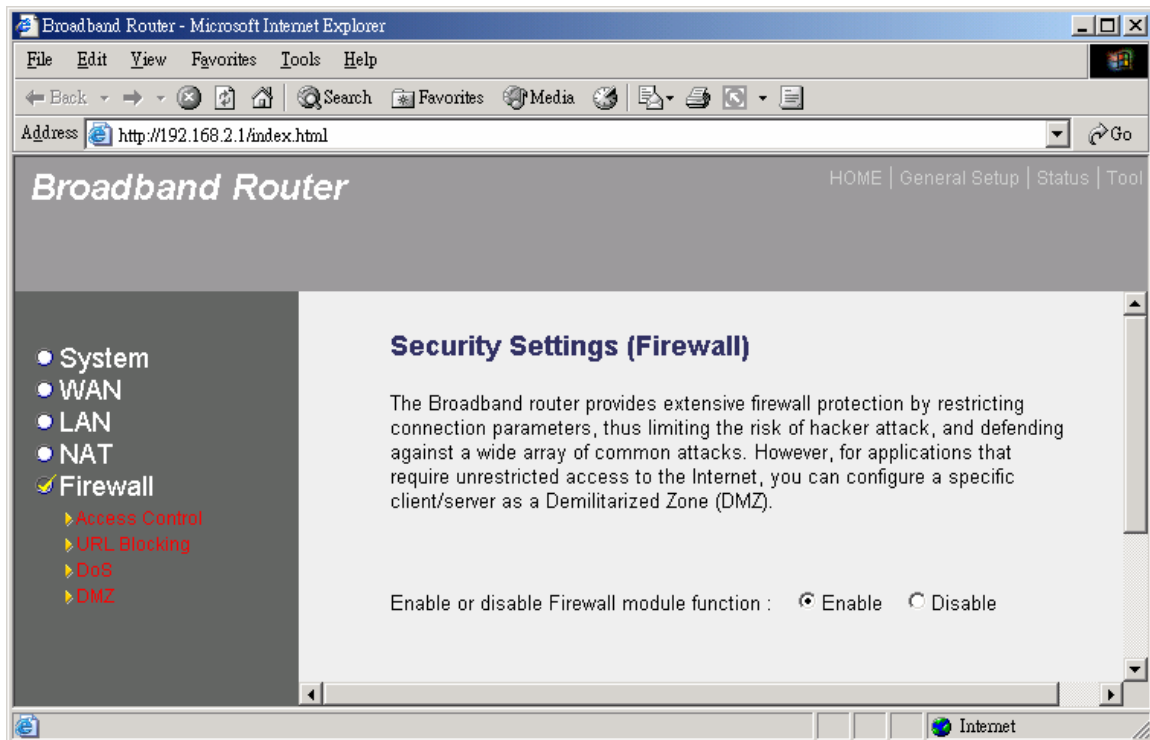 Broadband Router - Microsoft Internet Explorer
File Edit View Favorites Tools Help
Back Search Favorites Media
Address http://192.168.2.1/index.html Go
Broadband Router
HOME | General Setup | Status | Tool
System
WAN
LAN
NAT
Firewall
Access Control
URL Blocking
DoS
DMZ
Security Settings (Firewall)
The Broadband router provides extensive firewall protection by restricting
connection parameters, thus limiting the risk of hacker attack, and defending
against a wide array of common attacks. However, for applications that
require unrestricted access to the Internet, you can configure a specific
client/server as a Demilitarized Zone (DMZ).
Enable or disable Firewall module function : Enable Disable
Internet